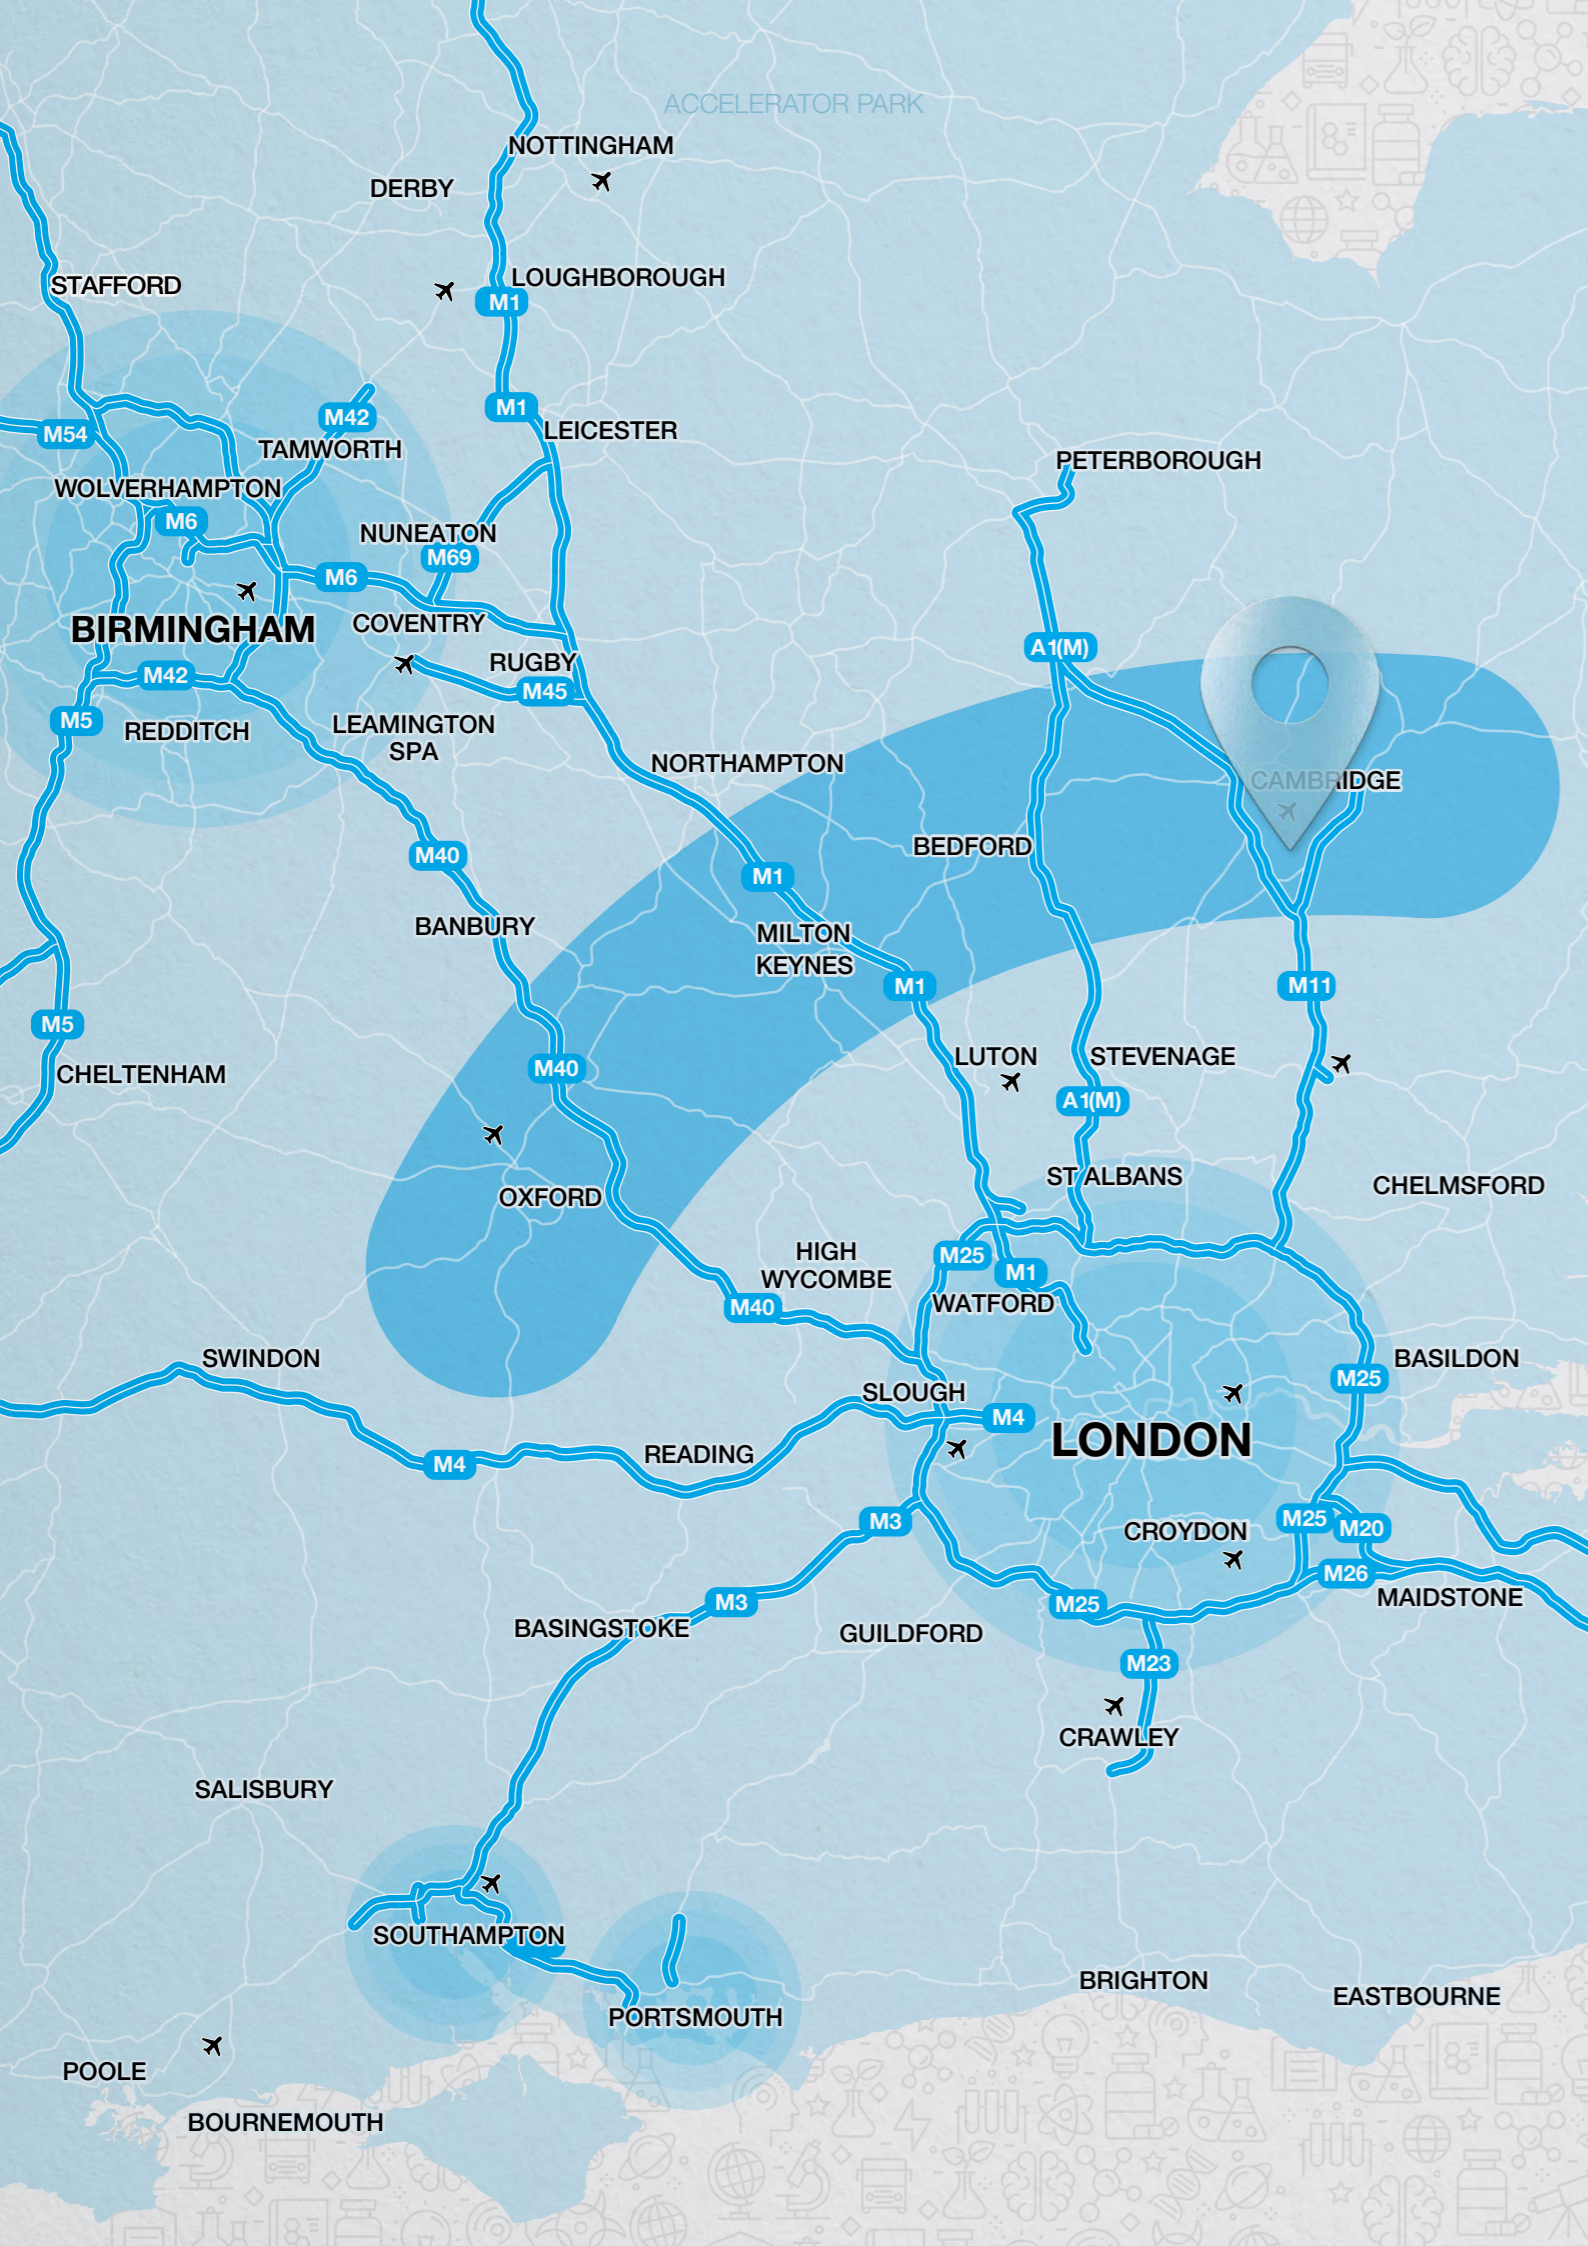 ACCELERATOR PARK
NOTTINGHAM
DERBY
LOUGHBOROUGH
STAFFORD
M1
M1
M42
LEICESTER
M54
TAMWORTH
PETERBOROUGH
WOLVERHAMPTON
M6
NUNEATON
M69
M6
COVENTRY
BIRMINGHAM
A1(M)
RUGBY
M42
M45
M5
REDDITCH
LEAMINGTON
SPA
NORTHAMPTON
CAMBRIDGE
BEDFORD
M40
M1
BANBURY
MILTON
KEYNES
M1
M11
M5
LUTON
STEVENAGE
M40
CHELTENHAM
A1(M)
ST ALBANS
CHELMSFORD
OXFORD
HIGH
WYCOMBE
M25
M1
WATFORD
M40
SWINDON
BASILDON
M25
SLOUGH
M4
LONDON
READING
M4
M3
M25
M20
CROYDON
M26
MAIDSTONE
M3
M25
BASINGSTOKE
GUILDFORD
M23
CRAWLEY
SALISBURY
SOUTHAMPTON
BRIGHTON
EASTBOURNE
PORTSMOUTH
POOLE
BOURNEMOUTH